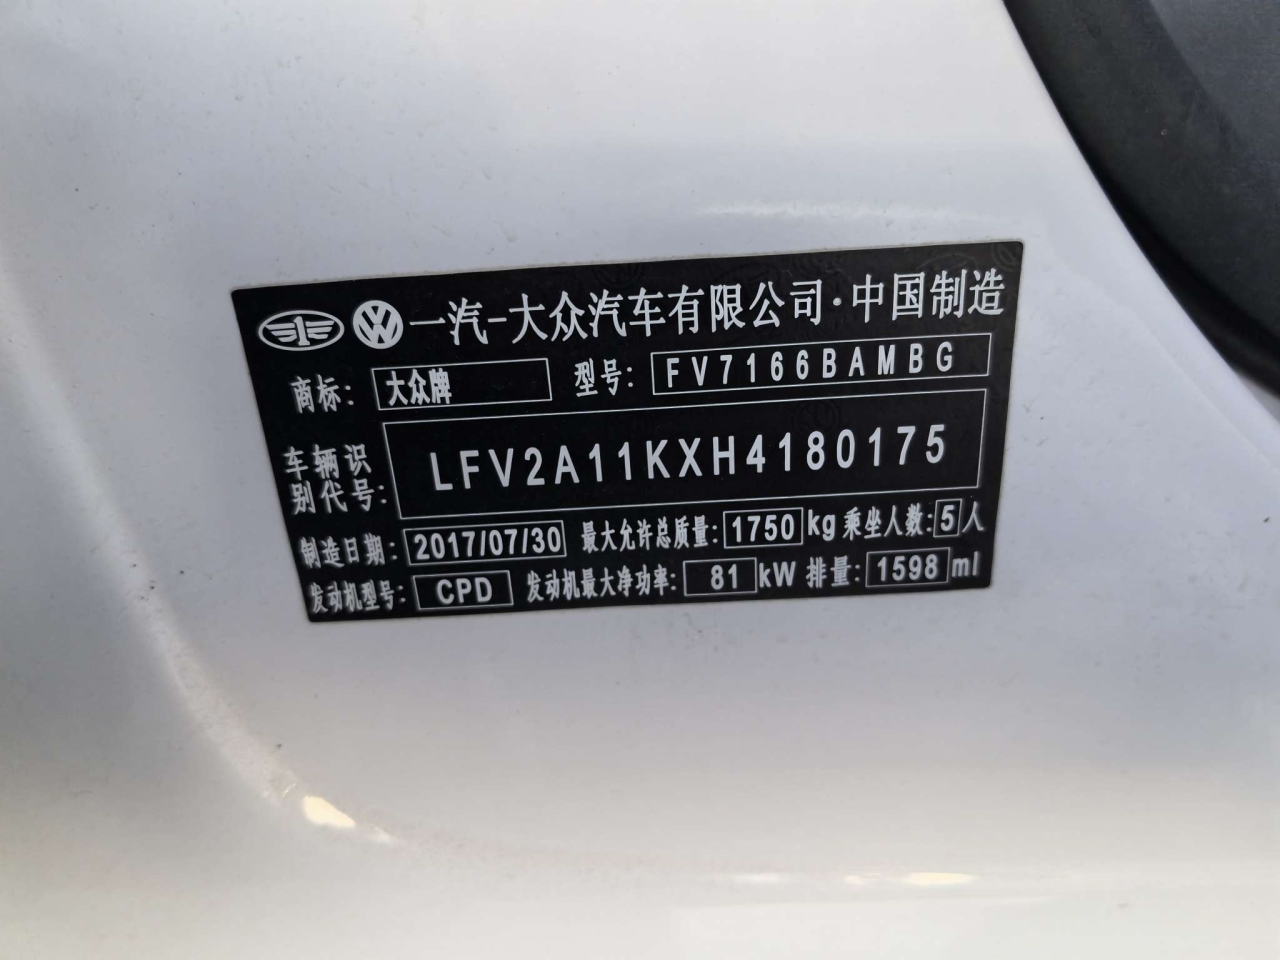 一汽-大众汽车有限公司·中国制造
商标: 大众牌 型号: FV7166BAMBG
车辆识别代号: LFV2A11KXH4180175
制造日期: 2017/07/30 最大允许总质量: 1750 kg 乘坐人数: 5 人
发动机型号: CPD 发动机最大净功率: 81 kW 排量: 1598 ml